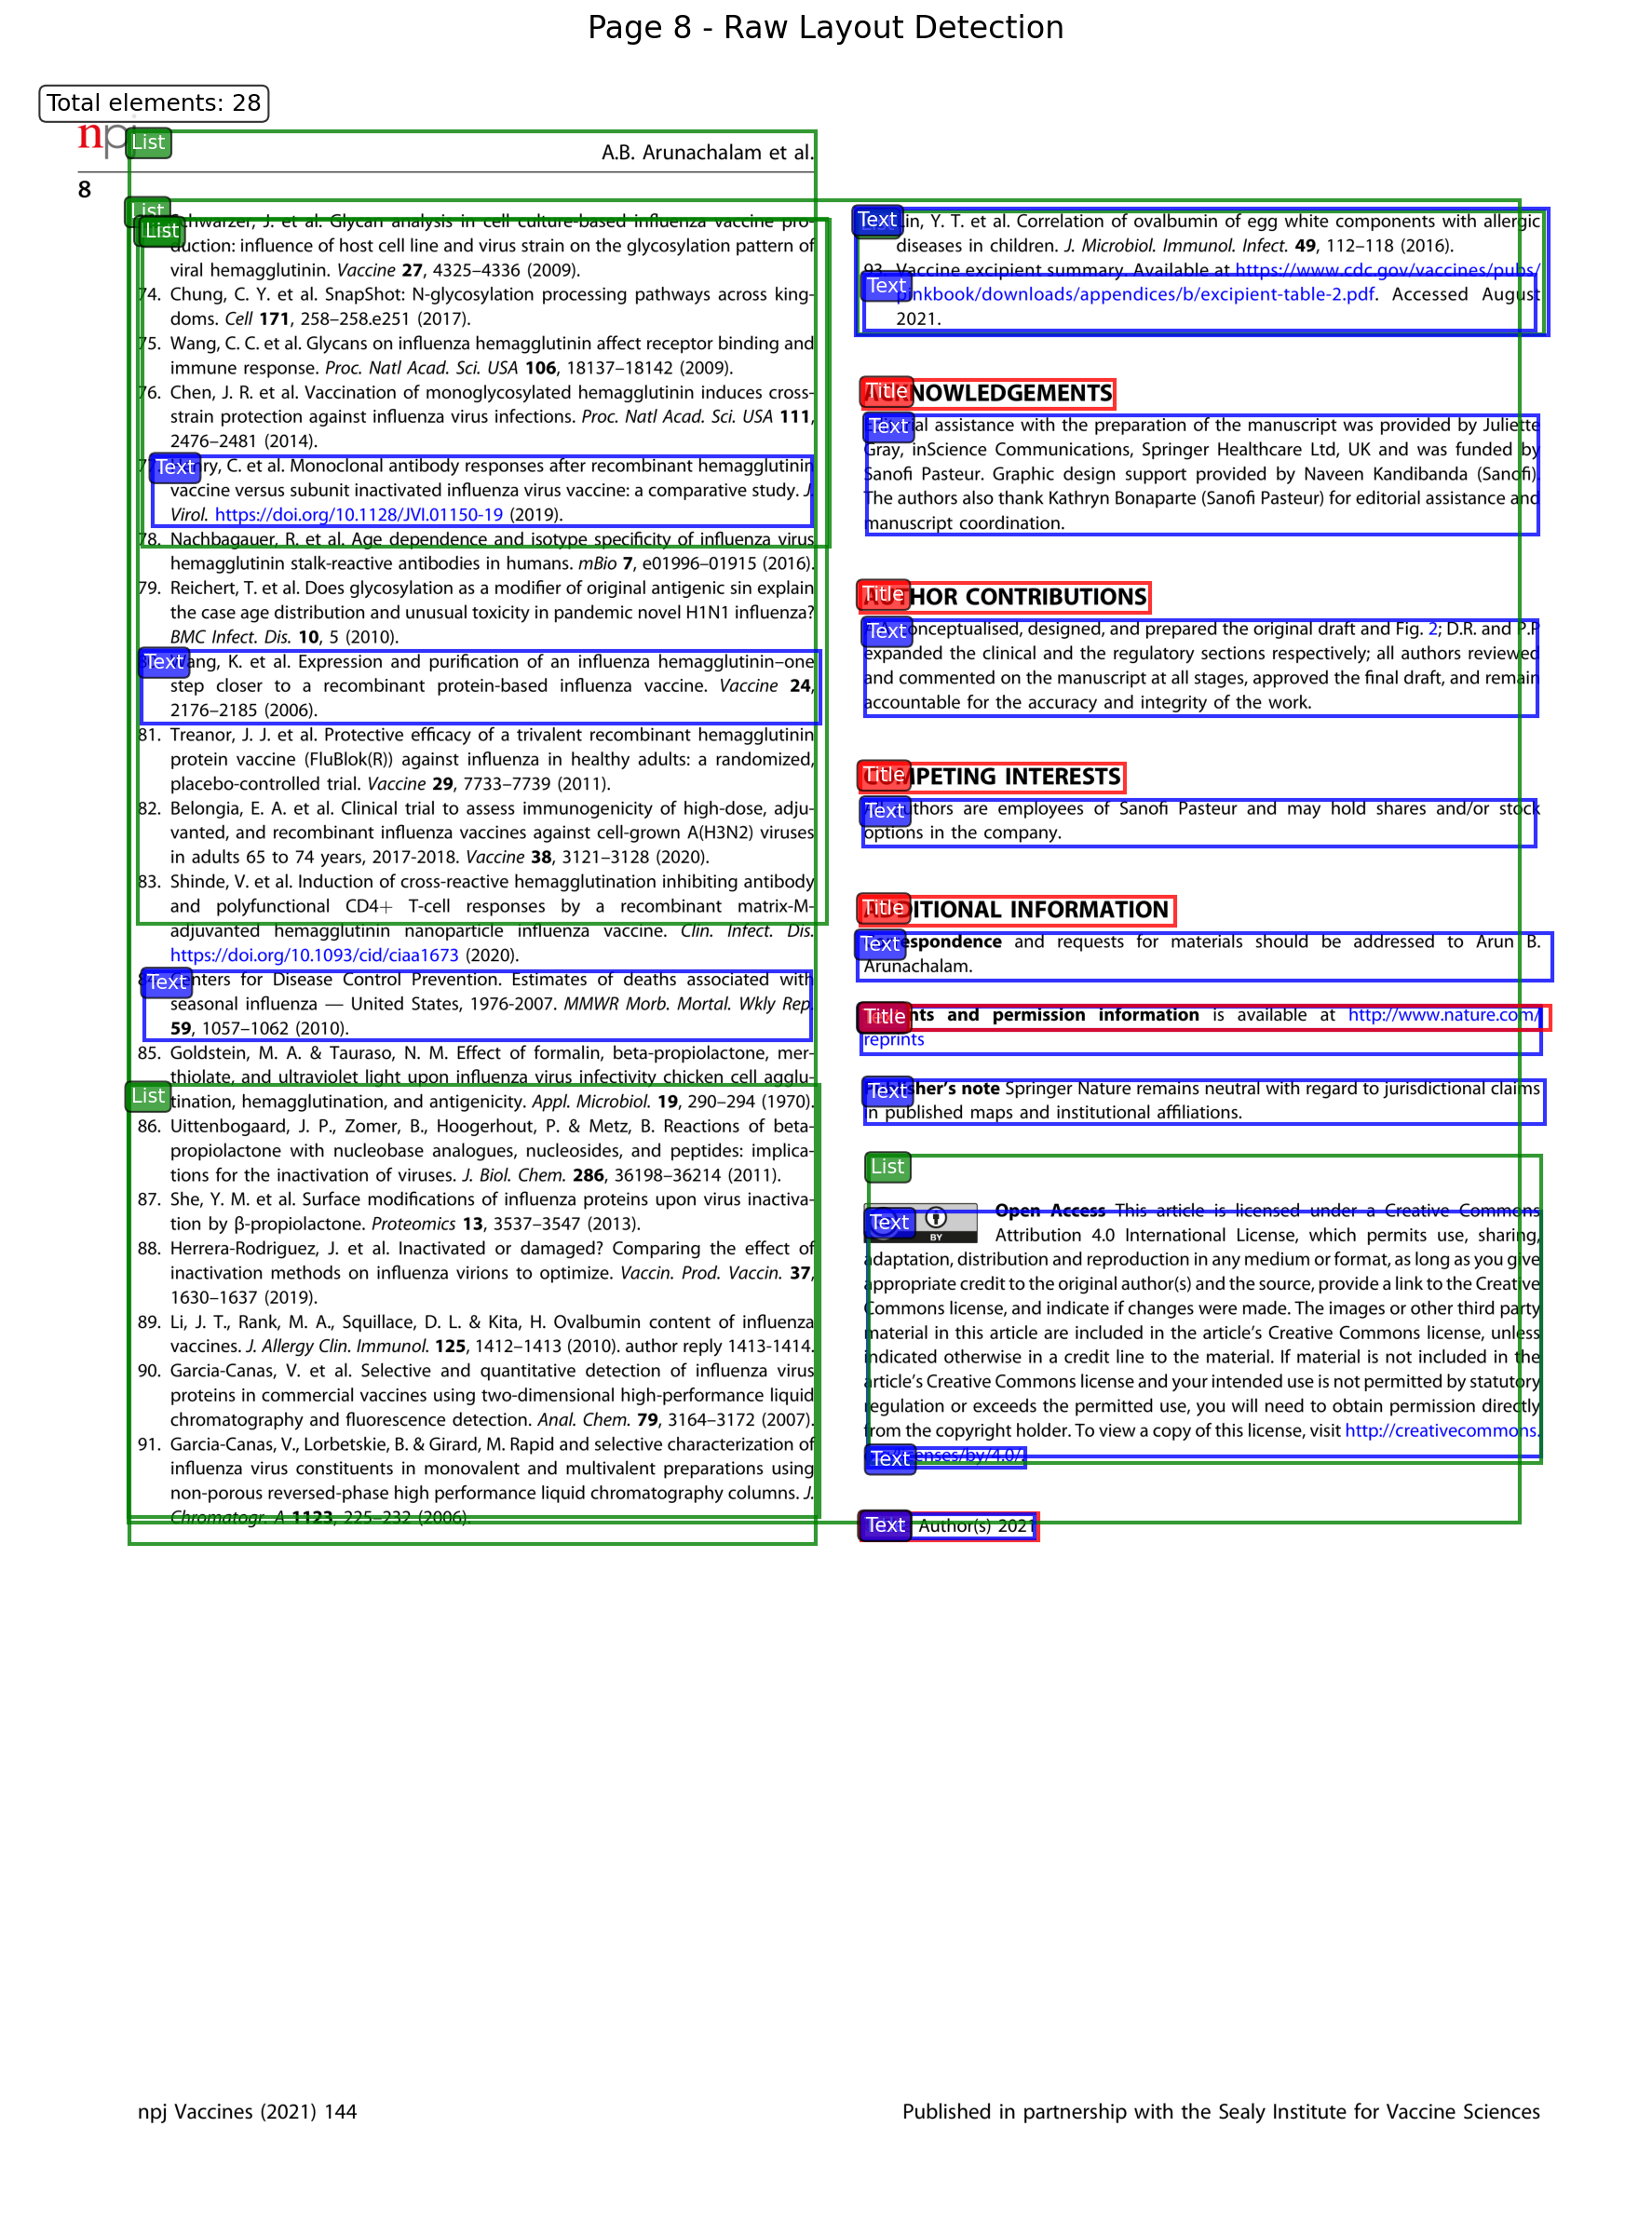 Page 8 - Raw Layout Detection
Total elements: 28
npj
A.B. Arunachalam et al.
8
List
List
List
Schwarzer, J. et al. Glycan analysis in cell culture-based influenza vaccine pro-
duction: influence of host cell line and virus strain on the glycosylation pattern of
viral hemagglutinin. Vaccine 27, 4325–4336 (2009).
74. Chung, C. Y. et al. SnapShot: N-glycosylation processing pathways across king-
doms. Cell 171, 258–258.e251 (2017).
75. Wang, C. C. et al. Glycans on influenza hemagglutinin affect receptor binding and
immune response. Proc. Natl Acad. Sci. USA 106, 18137–18142 (2009).
76. Chen, J. R. et al. Vaccination of monoglycosylated hemagglutinin induces cross-
strain protection against influenza virus infections. Proc. Natl Acad. Sci. USA 111,
2476–2481 (2014).
Text
Henry, C. et al. Monoclonal antibody responses after recombinant hemagglutinin
vaccine versus subunit inactivated influenza virus vaccine: a comparative study. J.
Virol. https://doi.org/10.1128/JVI.01150-19 (2019).
78. Nachbagauer, R. et al. Age dependence and isotype specificity of influenza virus
hemagglutinin stalk-reactive antibodies in humans. mBio 7, e01996–01915 (2016).
79. Reichert, T. et al. Does glycosylation as a modifier of original antigenic sin explain
the case age distribution and unusual toxicity in pandemic novel H1N1 influenza?
BMC Infect. Dis. 10, 5 (2010).
Text
Wang, K. et al. Expression and purification of an influenza hemagglutinin–one
step closer to a recombinant protein-based influenza vaccine. Vaccine 24,
2176–2185 (2006).
81. Treanor, J. J. et al. Protective efficacy of a trivalent recombinant hemagglutinin
protein vaccine (FluBlok(R)) against influenza in healthy adults: a randomized,
placebo-controlled trial. Vaccine 29, 7733–7739 (2011).
82. Belongia, E. A. et al. Clinical trial to assess immunogenicity of high-dose, adju-
vanted, and recombinant influenza vaccines against cell-grown A(H3N2) viruses
in adults 65 to 74 years, 2017-2018. Vaccine 38, 3121–3128 (2020).
83. Shinde, V. et al. Induction of cross-reactive hemagglutination inhibiting antibody
and polyfunctional CD4+ T-cell responses by a recombinant matrix-M-
adjuvanted hemagglutinin nanoparticle influenza vaccine. Clin. Infect. Dis.
https://doi.org/10.1093/cid/ciaa1673 (2020).
Text
Centers for Disease Control Prevention. Estimates of deaths associated with
seasonal influenza — United States, 1976-2007. MMWR Morb. Mortal. Wkly Rep.
59, 1057–1062 (2010).
85. Goldstein, M. A. & Tauraso, N. M. Effect of formalin, beta-propiolactone, mer-
thiolate, and ultraviolet light upon influenza virus infectivity chicken cell agglu-
List
tination, hemagglutination, and antigenicity. Appl. Microbiol. 19, 290–294 (1970).
86. Uittenbogaard, J. P., Zomer, B., Hoogerhout, P. & Metz, B. Reactions of beta-
propiolactone with nucleobase analogues, nucleosides, and peptides: implica-
tions for the inactivation of viruses. J. Biol. Chem. 286, 36198–36214 (2011).
87. She, Y. M. et al. Surface modifications of influenza proteins upon virus inactiva-
tion by β-propiolactone. Proteomics 13, 3537–3547 (2013).
88. Herrera-Rodriguez, J. et al. Inactivated or damaged? Comparing the effect of
inactivation methods on influenza virions to optimize. Vaccin. Prod. Vaccin. 37,
1630–1637 (2019).
89. Li, J. T., Rank, M. A., Squillace, D. L. & Kita, H. Ovalbumin content of influenza
vaccines. J. Allergy Clin. Immunol. 125, 1412–1413 (2010). author reply 1413-1414.
90. Garcia-Canas, V. et al. Selective and quantitative detection of influenza virus
proteins in commercial vaccines using two-dimensional high-performance liquid
chromatography and fluorescence detection. Anal. Chem. 79, 3164–3172 (2007).
91. Garcia-Canas, V., Lorbetskie, B. & Girard, M. Rapid and selective characterization of
influenza virus constituents in monovalent and multivalent preparations using
non-porous reversed-phase high performance liquid chromatography columns. J.
Chromatogr. A 1123, 225–232 (2006).
Text
Lin, Y. T. et al. Correlation of ovalbumin of egg white components with allergic
diseases in children. J. Microbiol. Immunol. Infect. 49, 112–118 (2016).
93. Vaccine excipient summary. Available at https://www.cdc.gov/vaccines/pubs/
Text
pinkbook/downloads/appendices/b/excipient-table-2.pdf. Accessed August
2021.
Title
ACKNOWLEDGEMENTS
Text
Editorial assistance with the preparation of the manuscript was provided by Juliette
Gray, inScience Communications, Springer Healthcare Ltd, UK and was funded by
Sanofi Pasteur. Graphic design support provided by Naveen Kandibanda (Sanofi).
The authors also thank Kathryn Bonaparte (Sanofi Pasteur) for editorial assistance and
manuscript coordination.
Title
AUTHOR CONTRIBUTIONS
Text
conceptualised, designed, and prepared the original draft and Fig. 2; D.R. and P.P
expanded the clinical and the regulatory sections respectively; all authors reviewed
and commented on the manuscript at all stages, approved the final draft, and remain
accountable for the accuracy and integrity of the work.
Title
COMPETING INTERESTS
Text
authors are employees of Sanofi Pasteur and may hold shares and/or stock
options in the company.
Title
ADDITIONAL INFORMATION
Text
Correspondence and requests for materials should be addressed to Arun B.
Arunachalam.
Title
Reprints and permission information is available at http://www.nature.com/
reprints
Text
Publisher's note Springer Nature remains neutral with regard to jurisdictional claims
in published maps and institutional affiliations.
List
Text
BY
Open Access This article is licensed under a Creative Commons
Attribution 4.0 International License, which permits use, sharing,
adaptation, distribution and reproduction in any medium or format, as long as you give
appropriate credit to the original author(s) and the source, provide a link to the Creative
Commons license, and indicate if changes were made. The images or other third party
material in this article are included in the article's Creative Commons license, unless
indicated otherwise in a credit line to the material. If material is not included in the
article's Creative Commons license and your intended use is not permitted by statutory
regulation or exceeds the permitted use, you will need to obtain permission directly
from the copyright holder. To view a copy of this license, visit http://creativecommons.
Text
licenses/by/4.0/.
Text
Author(s) 2021
npj Vaccines (2021) 144
Published in partnership with the Sealy Institute for Vaccine Sciences